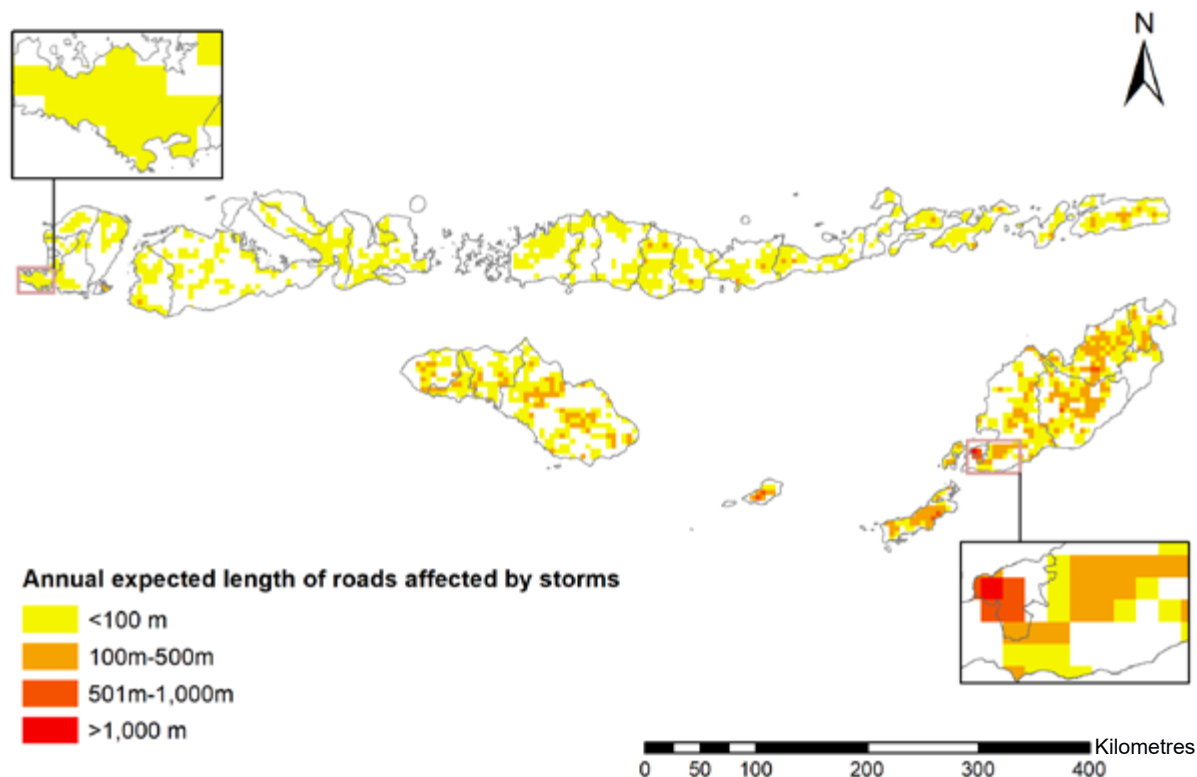 N
Annual expected length of roads affected by storms
<100 m
100m-500m
501m-1,000m
>1,000 m
Kilometres
0 50 100 200 300 400